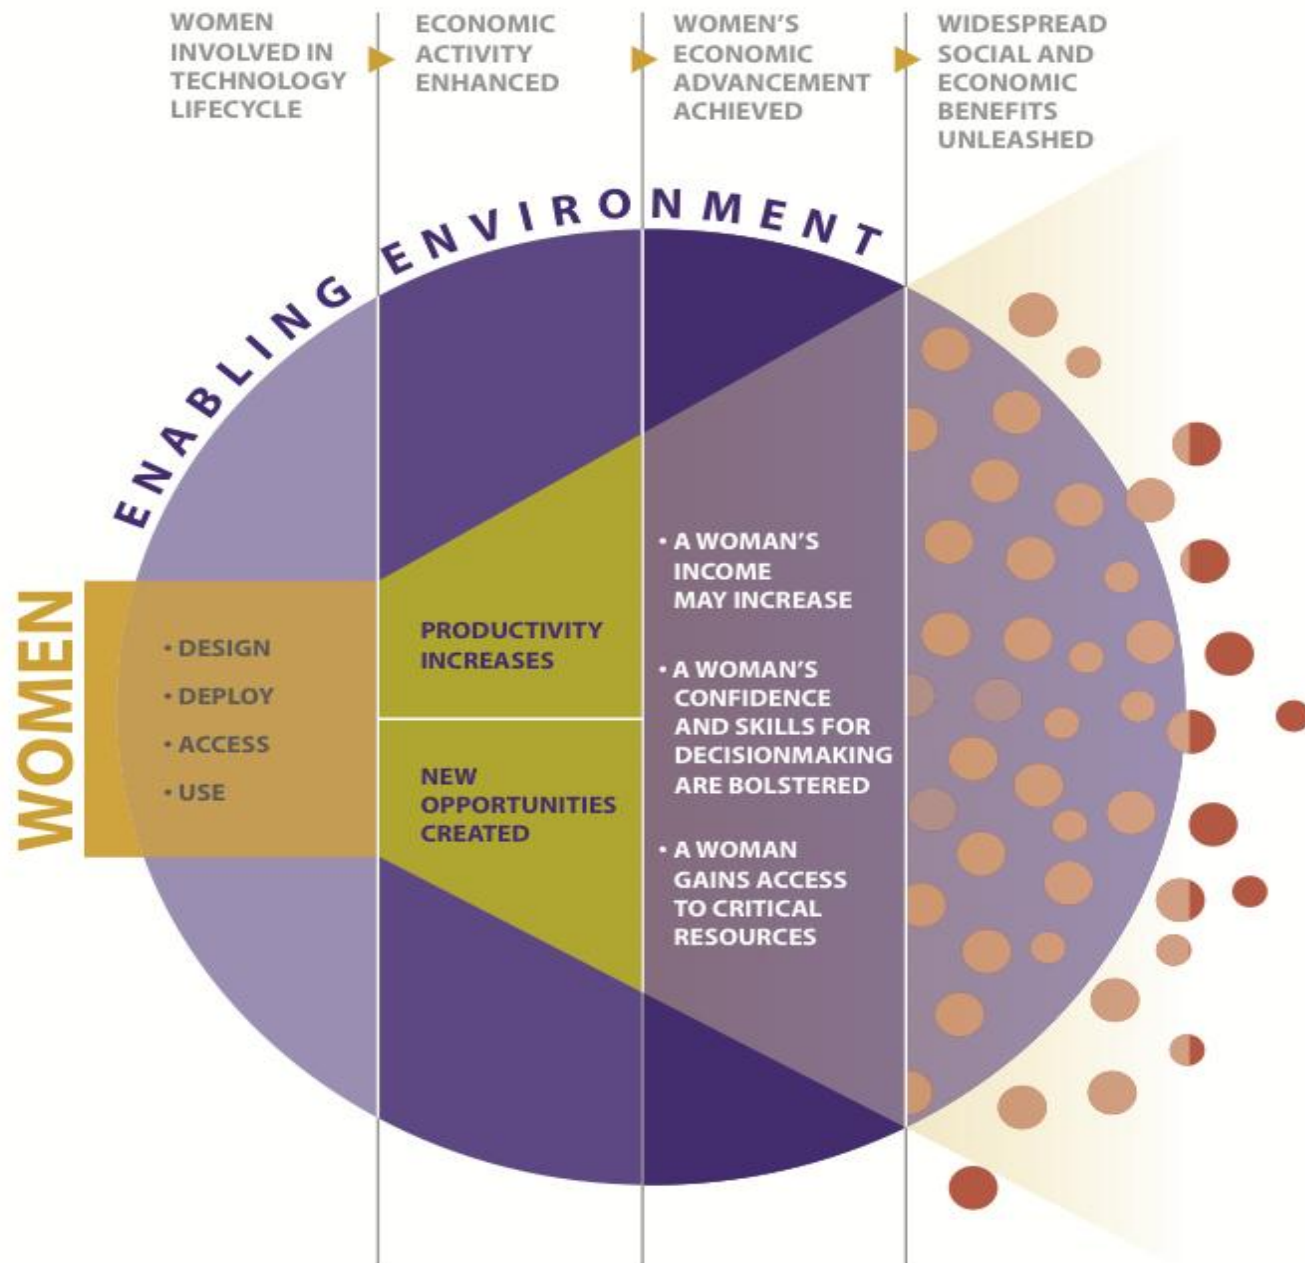 WOMEN
INVOLVED IN
TECHNOLOGY
LIFECYCLE
ECONOMIC
ACTIVITY
ENHANCED
WOMEN'S
ECONOMIC
ADVANCEMENT
ACHIEVED
WIDESPREAD
SOCIAL AND
ECONOMIC
BENEFITS
UNLEASHED
ENABLING ENVIRONMENT
WOMEN
• DESIGN
• DEPLOY
• ACCESS
• USE
PRODUCTIVITY
INCREASES
NEW
OPPORTUNITIES
CREATED
• A WOMAN'S
INCOME
MAY INCREASE
• A WOMAN'S
CONFIDENCE
AND SKILLS FOR
DECISIONMAKING
ARE BOLSTERED
• A WOMAN
GAINS ACCESS
TO CRITICAL
RESOURCES